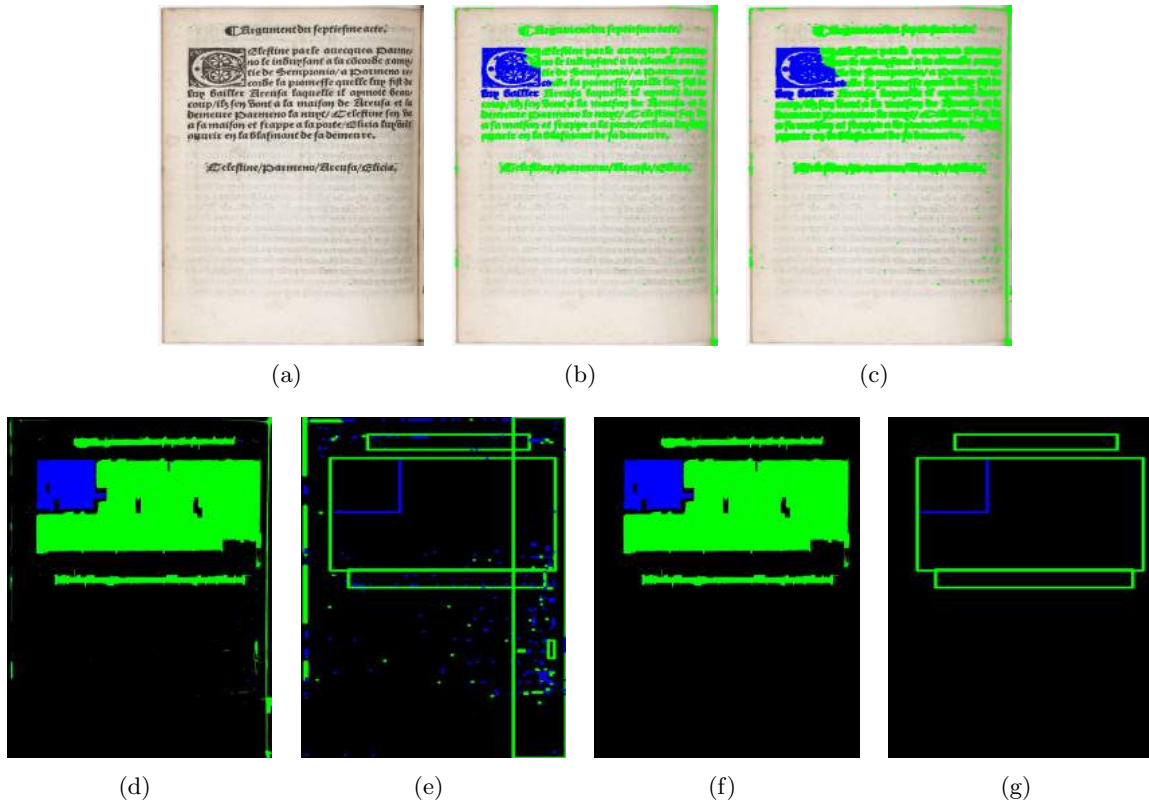 ¶Argument du septiesme acte.
Celestine parle avecques Parme
no le induysant a la cōcorde τ amy
tie de Sempronio/a Parmeno re
corde la promesse quelle luy fist de
luy bailler Areusa laquelle il aymoit beau
coup/ilz sen vont a la maison de Areusa et la
demeure Parmeno la nuyt/ Celestine sen va
a sa maison et frappe a la porte/Elicia luy
ouurir en la blasmant de sa demeure.
Celestine/Parmeno/Areusa/Elicia.
(a)
(b)
(c)
(d)
(e)
(f)
(g)